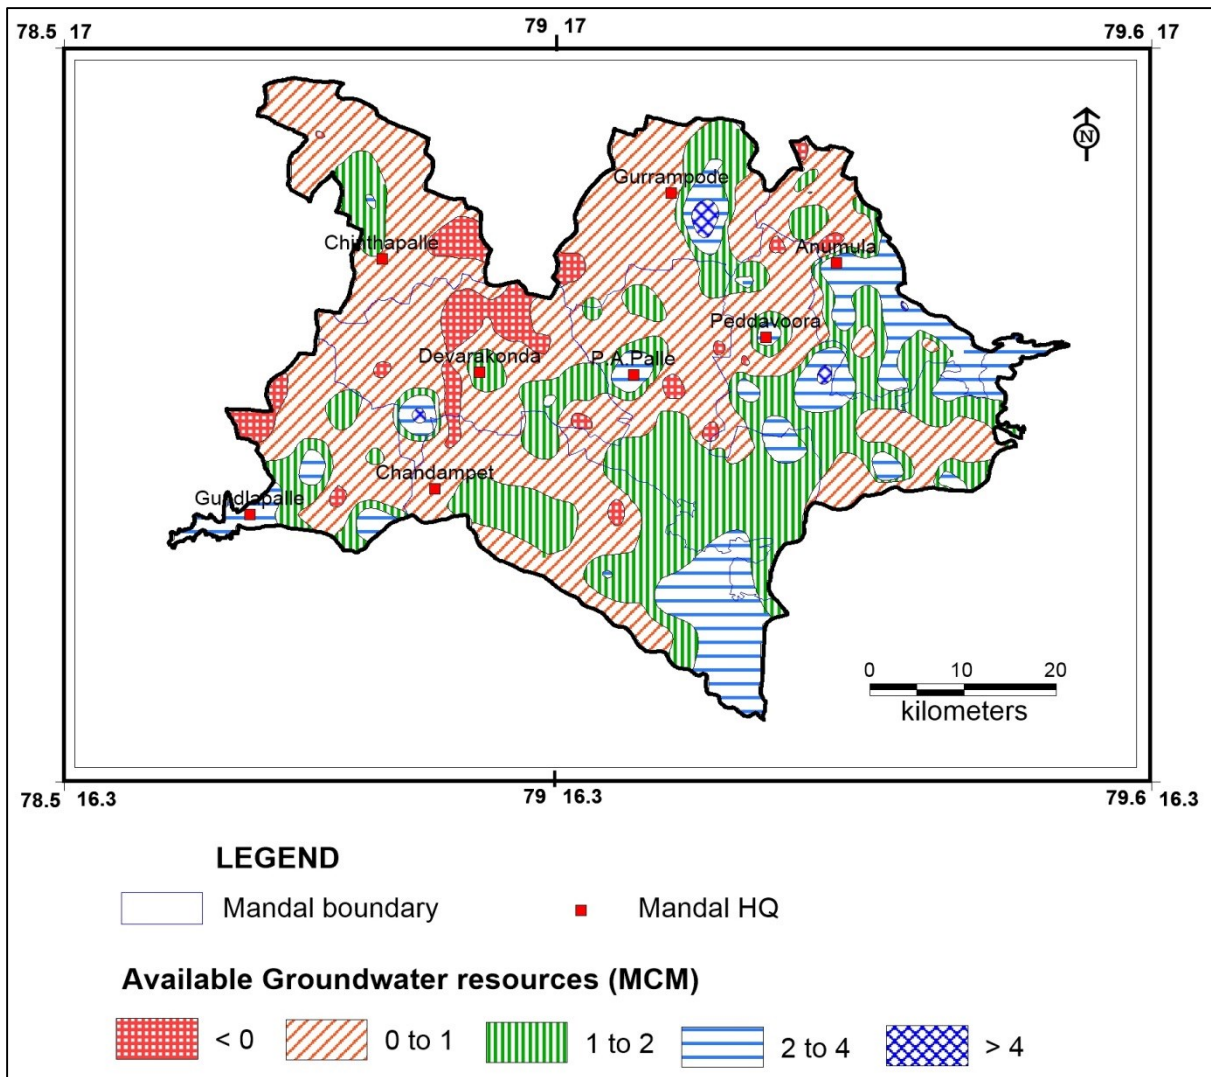 78.5 17 79 17 79.6 17
N
Gurrampode
Chinthapalle
Anumula
Peddavoora
Devarakonda
P.A.Palle
Chandampet
Gundlapalle
0 10 20
kilometers
78.5 16.3 79 16.3 79.6 16.3
LEGEND
Mandal boundary Mandal HQ
Available Groundwater resources (MCM)
< 0 0 to 1 1 to 2 2 to 4 > 4